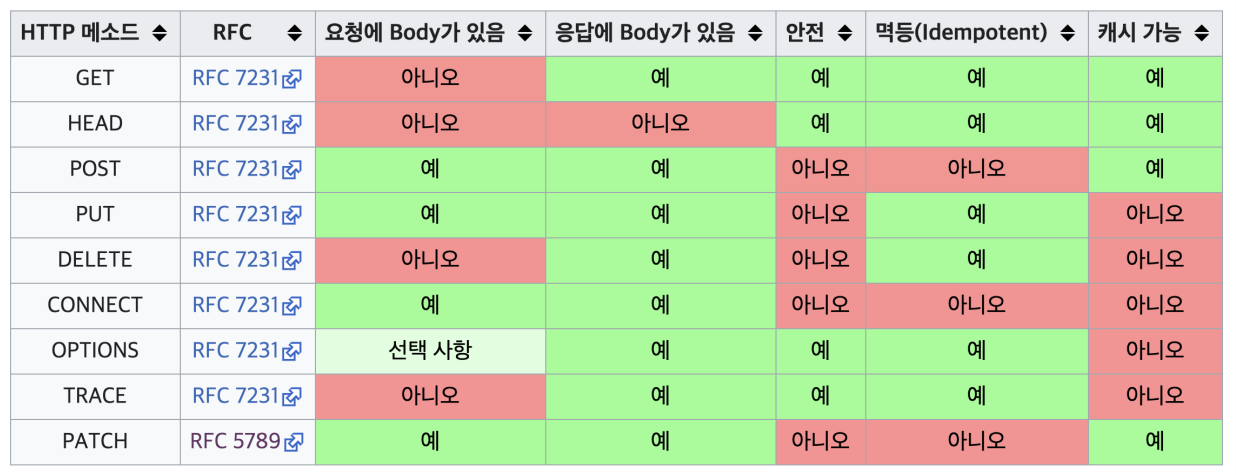 HTTP 메소드 RFC 요청에 Body가 있음 응답에 Body가 있음 안전 멱등(Idempotent) 캐시 가능
GET RFC 7231 아니오 예 예 예 예
HEAD RFC 7231 아니오 아니오 예 예 예
POST RFC 7231 예 예 아니오 아니오 예
PUT RFC 7231 예 예 아니오 예 아니오
DELETE RFC 7231 아니오 예 아니오 예 아니오
CONNECT RFC 7231 예 예 아니오 아니오 아니오
OPTIONS RFC 7231 선택 사항 예 예 예 아니오
TRACE RFC 7231 아니오 예 예 예 아니오
PATCH RFC 5789 예 예 아니오 아니오 예